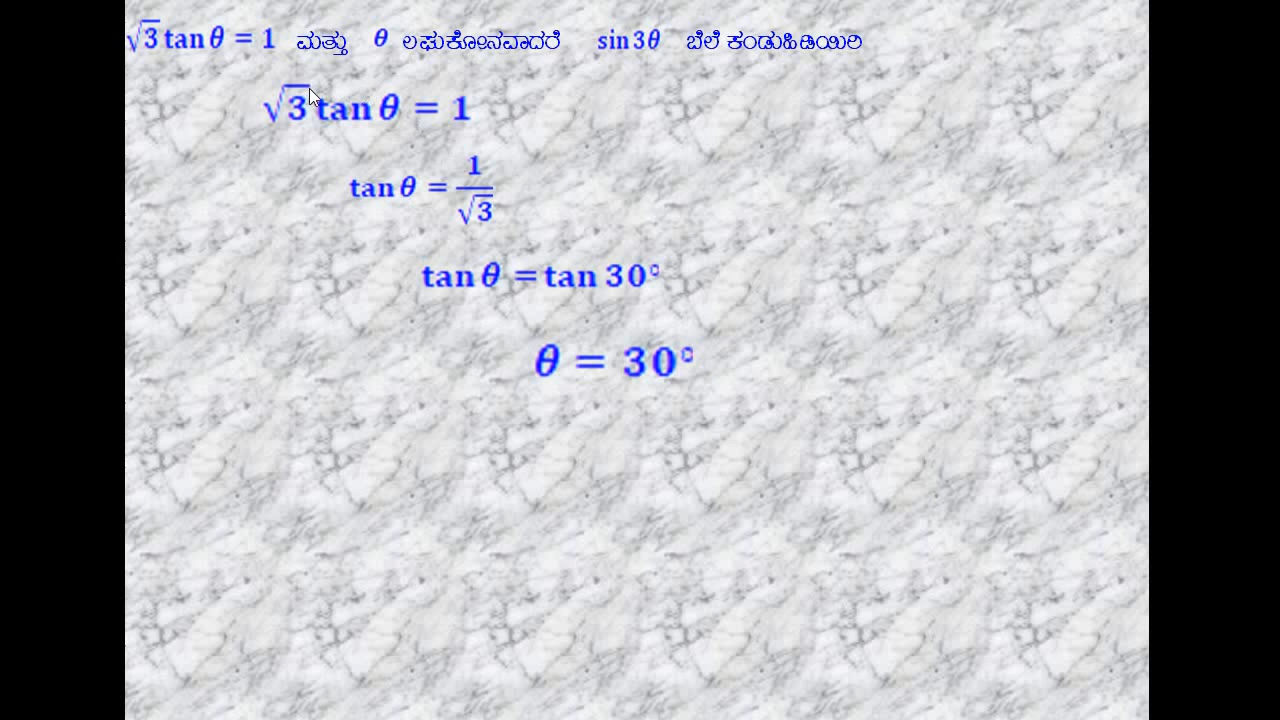 √3 tan θ = 1 ಮತ್ತು θ ಲಘುಕೋನವಾದರೆ sin 3θ ಬೆಲೆ ಕಂಡುಹಿಡಿಯಿರಿ
√3 tan θ = 1
tan θ = 1/√3
tan θ = tan 30°
θ = 30°